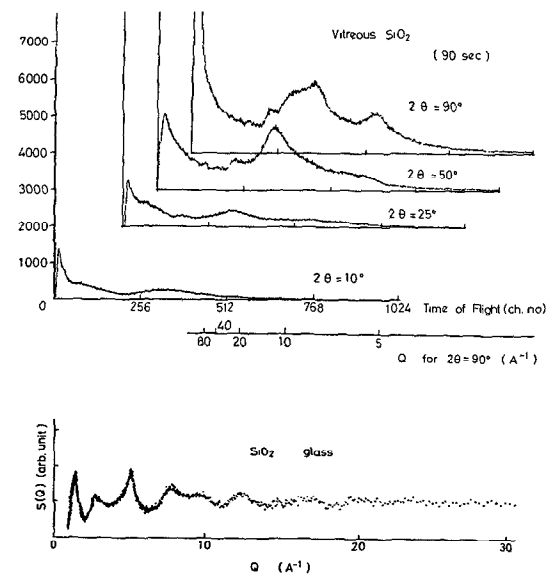 7000
6000
5000
4000
3000
2000
1000
0
Vitreous SiO2
(90 sec)
2θ = 90°
2θ = 50°
2θ = 25°
2θ = 10°
256 512 768 1024 Time of Flight (ch. no)
80 40 20 10 5
Q for 2θ=90° (A⁻¹)
S(Q) (arb. unit)
SiO2 glass
0 10 20 30
Q (A⁻¹)